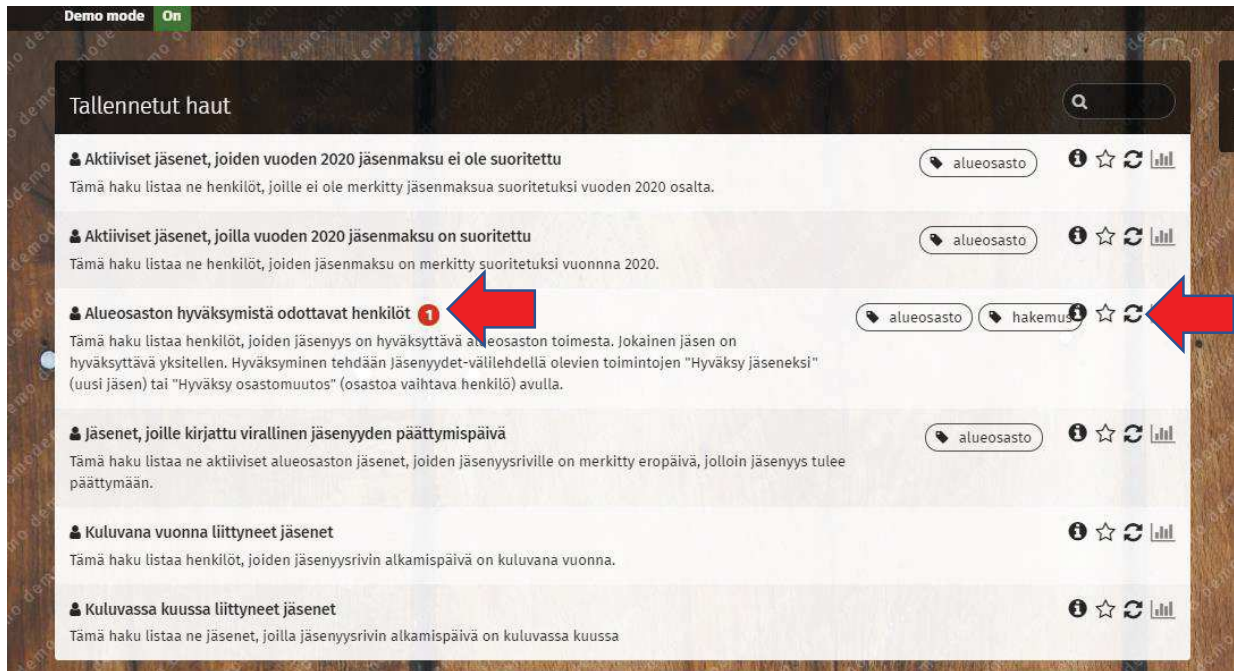 Demo mode On
Tallennetut haut
Aktiiviset jäsenet, joiden vuoden 2020 jäsenmaksu ei ole suoritettu
alueosasto
Tämä haku listaa ne henkilöt, joille ei ole merkitty jäsenmaksua suoritetuksi vuoden 2020 osalta.
Aktiiviset jäsenet, joilla vuoden 2020 jäsenmaksu on suoritettu
alueosasto
Tämä haku listaa ne henkilöt, joiden jäsenmaksu on merkitty suoritetuksi vuonnna 2020.
Alueosaston hyväksymistä odottavat henkilöt 1
alueosasto hakemus
Tämä haku listaa henkilöt, joiden jäsenyys on hyväksyttävä alueosaston toimesta. Jokainen jäsen on
hyväksyttävä yksitellen. Hyväksyminen tehdään Jäsenyydet-välilehdellä olevien toimintojen "Hyväksy jäseneksi"
(uusi jäsen) tai "Hyväksy osastomuutos" (osastoa vaihtava henkilö) avulla.
Jäsenet, joille kirjattu virallinen jäsenyyden päättymispäivä
alueosasto
Tämä haku listaa ne aktiiviset alueosaston jäsenet, joiden jäsenyysriville on merkitty eropäivä, jolloin jäsenyys tulee
päättymään.
Kuluvana vuonna liittyneet jäsenet
Tämä haku listaa henkilöt, joiden jäsenyysrivin alkamispäivä on kuluvana vuonna.
Kuluvassa kuussa liittyneet jäsenet
Tämä haku listaa ne jäsenet, joilla jäsenyysrivin alkamispäivä on kuluvassa kuussa